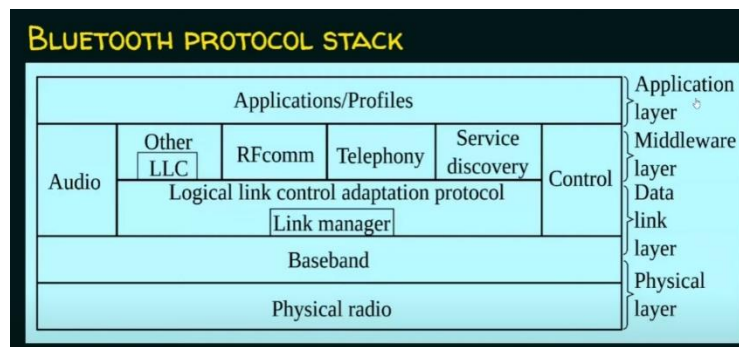 BLUETOOTH PROTOCOL STACK
Applications/Profiles
Application
layer
Audio
Other
LLC
RFcomm
Telephony
Service
discovery
Control
Middleware
layer
Logical link control adaptation protocol
Link manager
Data
link
layer
Baseband
Physical radio
Physical
layer